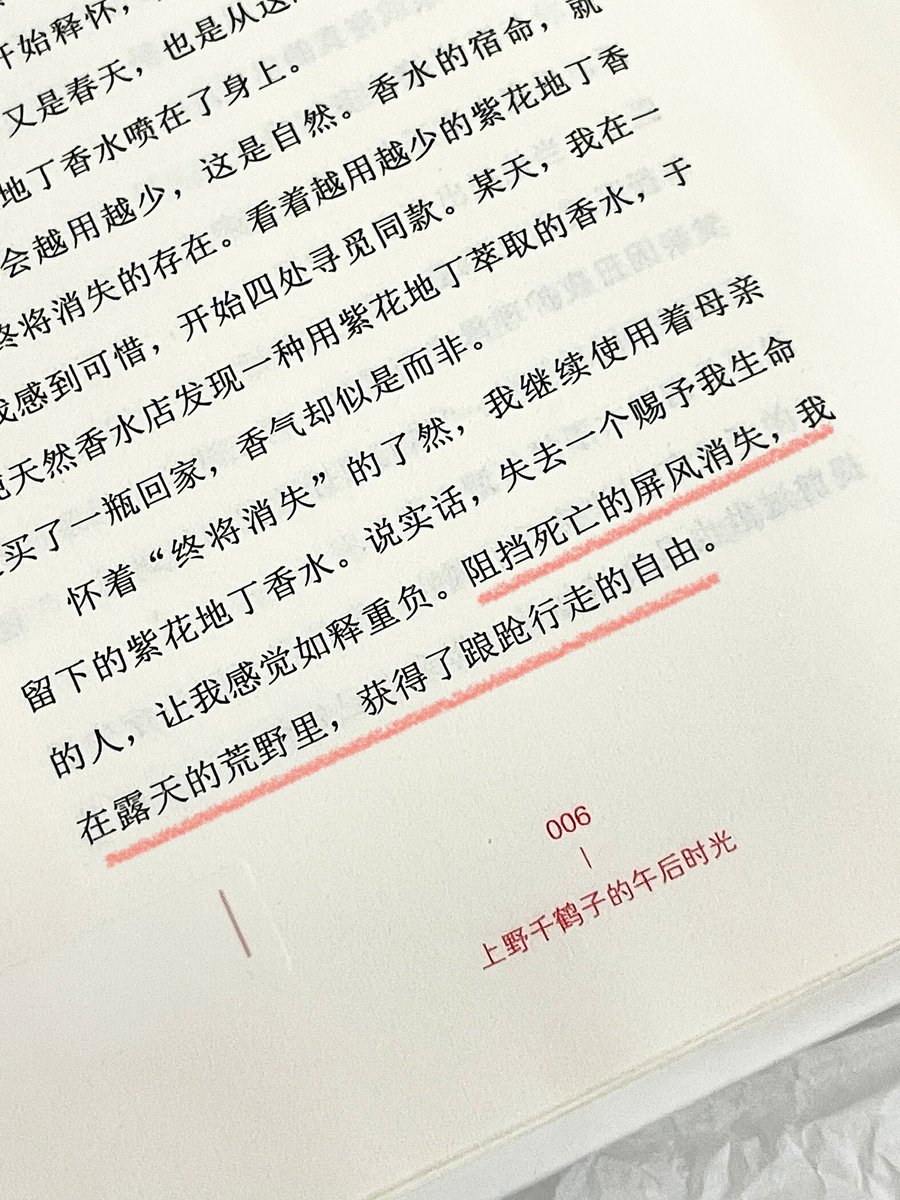 开始释怀，
又是春天，也是从这
地丁香水喷在了身上。
会越用越少，这是自然。香水的宿命，就
终将消失的存在。看着越用越少的紫花地丁香
我感到可惜，开始四处寻觅同款。某天，我在一
天然香水店发现一种用紫花地丁萃取的香水，于
买了一瓶回家，香气却似是而非。
怀着“终将消失”的了然，我继续使用着母亲
留下的紫花地丁香水。说实话，失去一个赐予我生命
的人，让我感觉如释重负。阻挡死亡的屏风消失，我
在露天的荒野里，获得了踉跄行走的自由。
006
上野千鹤子的午后时光